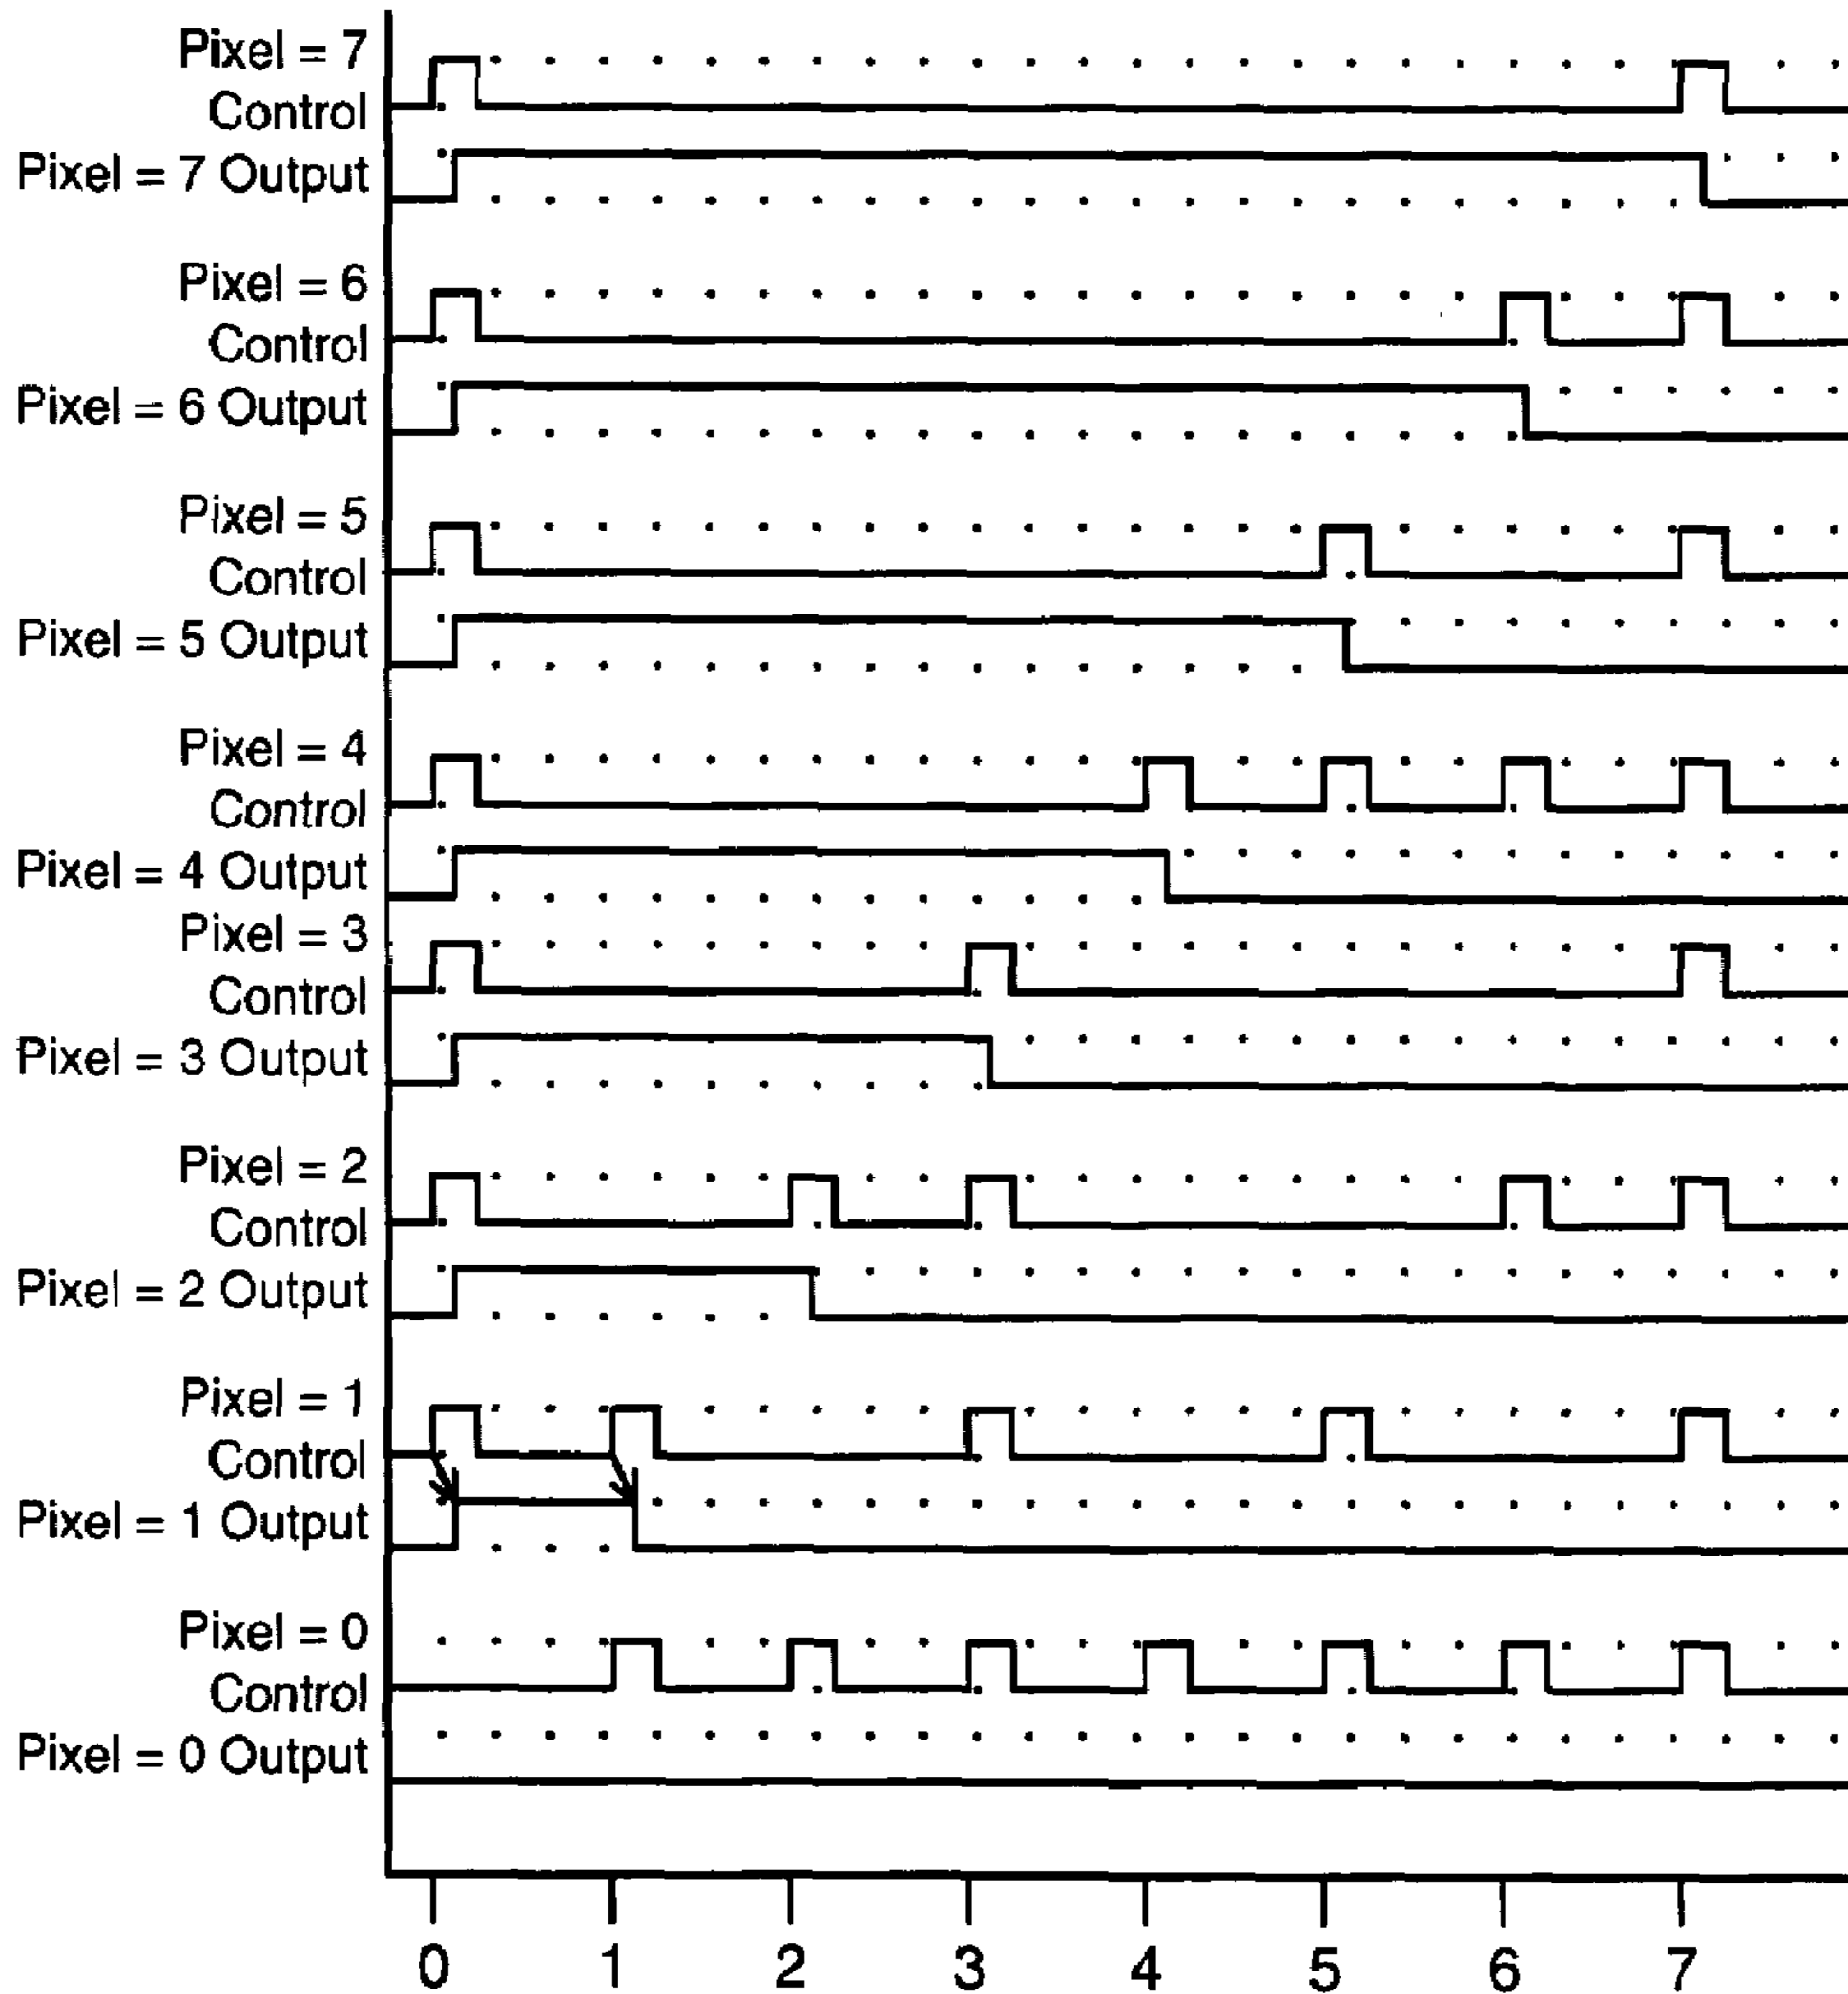 Pixel = 7
Control
Pixel = 7 Output
Pixel = 6
Control
Pixel = 6 Output
Pixel = 5
Control
Pixel = 5 Output
Pixel = 4
Control
Pixel = 4 Output
Pixel = 3
Control
Pixel = 3 Output
Pixel = 2
Control
Pixel = 2 Output
Pixel = 1
Control
Pixel = 1 Output
Pixel = 0
Control
Pixel = 0 Output
0 1 2 3 4 5 6 7